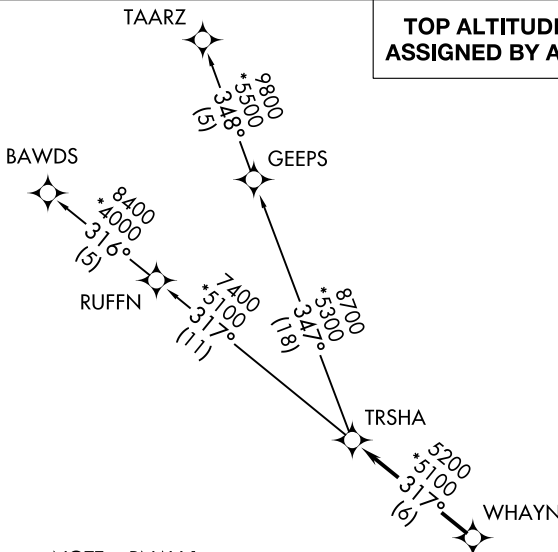 TAARZ
TOP ALTITUD
ASSIGNED BY A
9800
*5500
348°
(5)
BAWDS
GEEPS
8400
*4000
316°
(5)
RUFFN
7400
*5100
317°
(11)
8700
*5300
347°
(18)
TRSHA
5200
*5100
317°
(6)
WHAYN